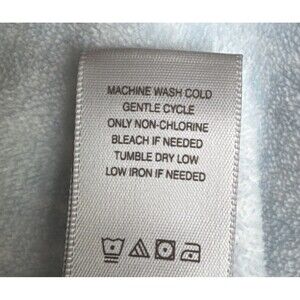 MACHINE WASH COLD
GENTLE CYCLE
ONLY NON-CHLORINE
BLEACH IF NEEDED
TUMBLE DRY LOW
LOW IRON IF NEEDED